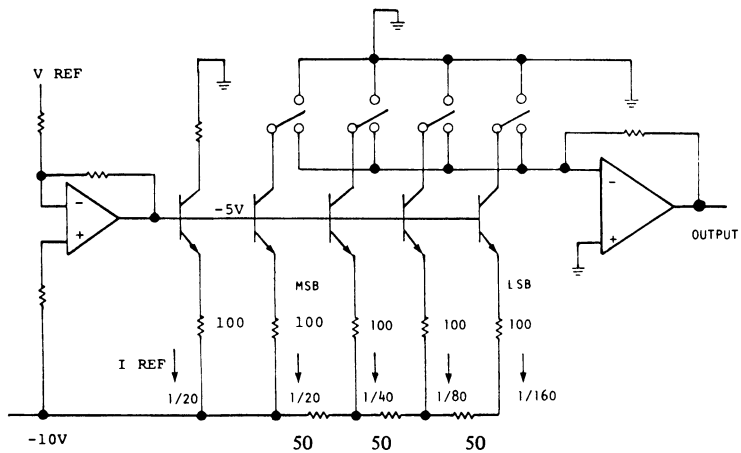 V REF
-5V
- +
- +
OUTPUT
MSB
LSB
100 100 100 100 100
I REF
1/20 1/20 1/40 1/80 1/160
-10V
50 50 50